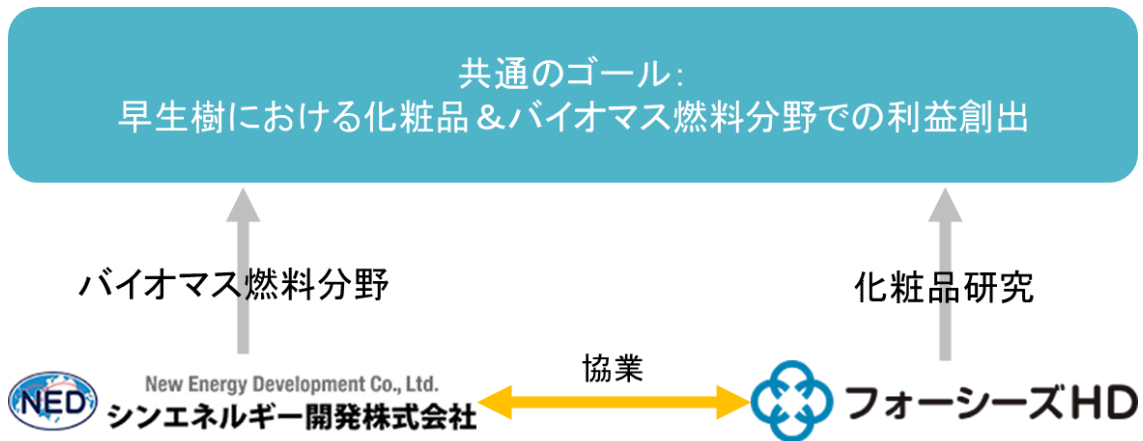 共通のゴール：
早生樹における化粧品＆バイオマス燃料分野での利益創出
バイオマス燃料分野
化粧品研究
協業
NED
New Energy Development Co., Ltd.
シンエネルギー開発株式会社
フォーシーズHD